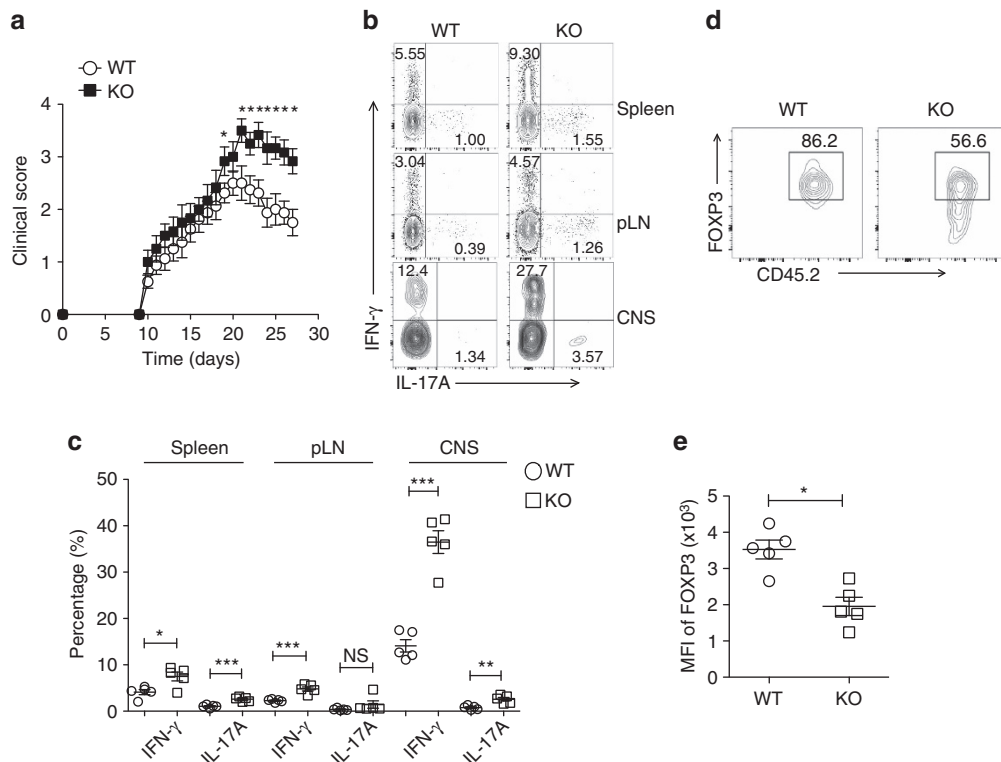 a
WT
KO
Clinical score
4
3
2
1
0
*
********
0 5 10 15 20 25 30
Time (days)
b
WT KO
5.55 9.30
1.00 1.55
Spleen
3.04 4.57
0.39 1.26
pLN
12.4 27.7
1.34 3.57
CNS
IFN-γ
IL-17A
d
WT KO
86.2 56.6
FOXP3
CD45.2
c
Spleen pLN CNS
WT
KO
Percentage (%)
50
40
30
20
10
0
* *** *** NS *** **
IFN-γ IL-17A IFN-γ IL-17A IFN-γ IL-17A
e
MFI of FOXP3 (x10³)
5
4
3
2
1
0
*
WT KO